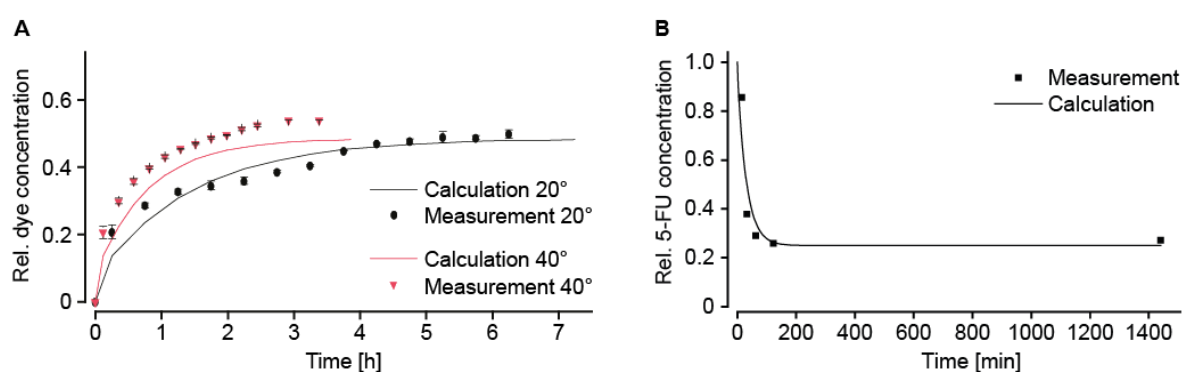 A
Rel. dye concentration
0.6
0.4
0.2
0
0 1 2 3 4 5 6 7
Time [h]
Calculation 20°
Measurement 20°
Calculation 40°
Measurement 40°
B
Rel. 5-FU concentration
1.0
0.8
0.6
0.4
0.2
0
0 200 400 600 800 1000 1200 1400
Time [min]
Measurement
Calculation